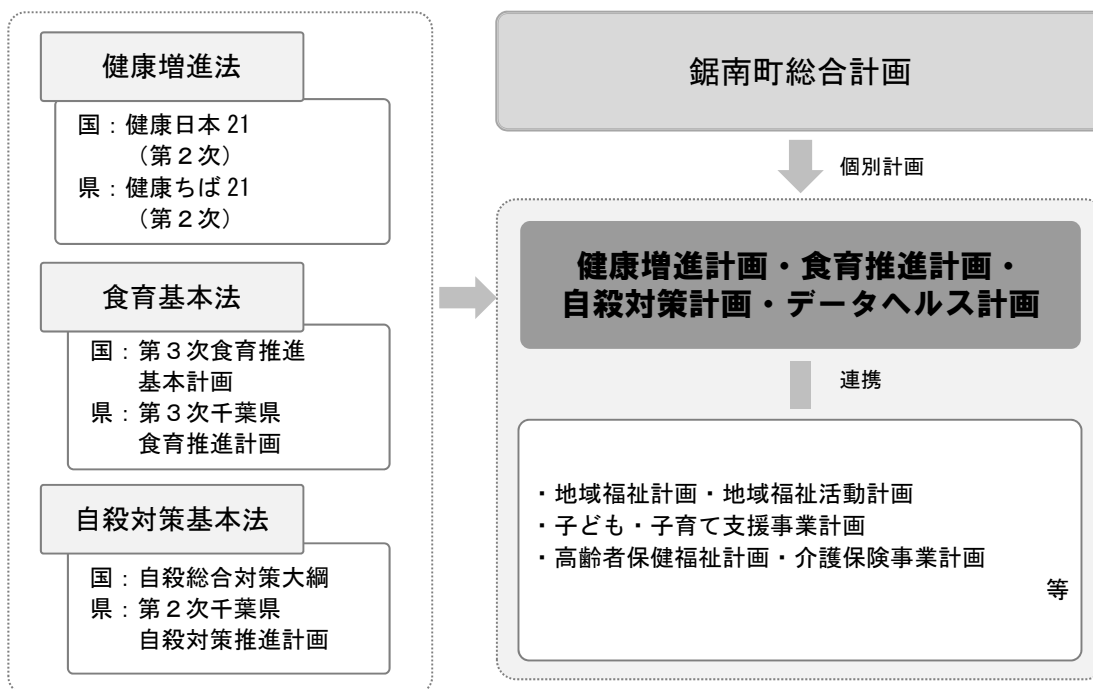 健康増進法
国：健康日本 21
（第２次）
県：健康ちば 21
（第２次）
食育基本法
国：第３次食育推進
基本計画
県：第３次千葉県
食育推進計画
自殺対策基本法
国：自殺総合対策大綱
県：第２次千葉県
自殺対策推進計画
鋸南町総合計画
個別計画
健康増進計画・食育推進計画・
自殺対策計画・データヘルス計画
連携
・地域福祉計画・地域福祉活動計画
・子ども・子育て支援事業計画
・高齢者保健福祉計画・介護保険事業計画
等